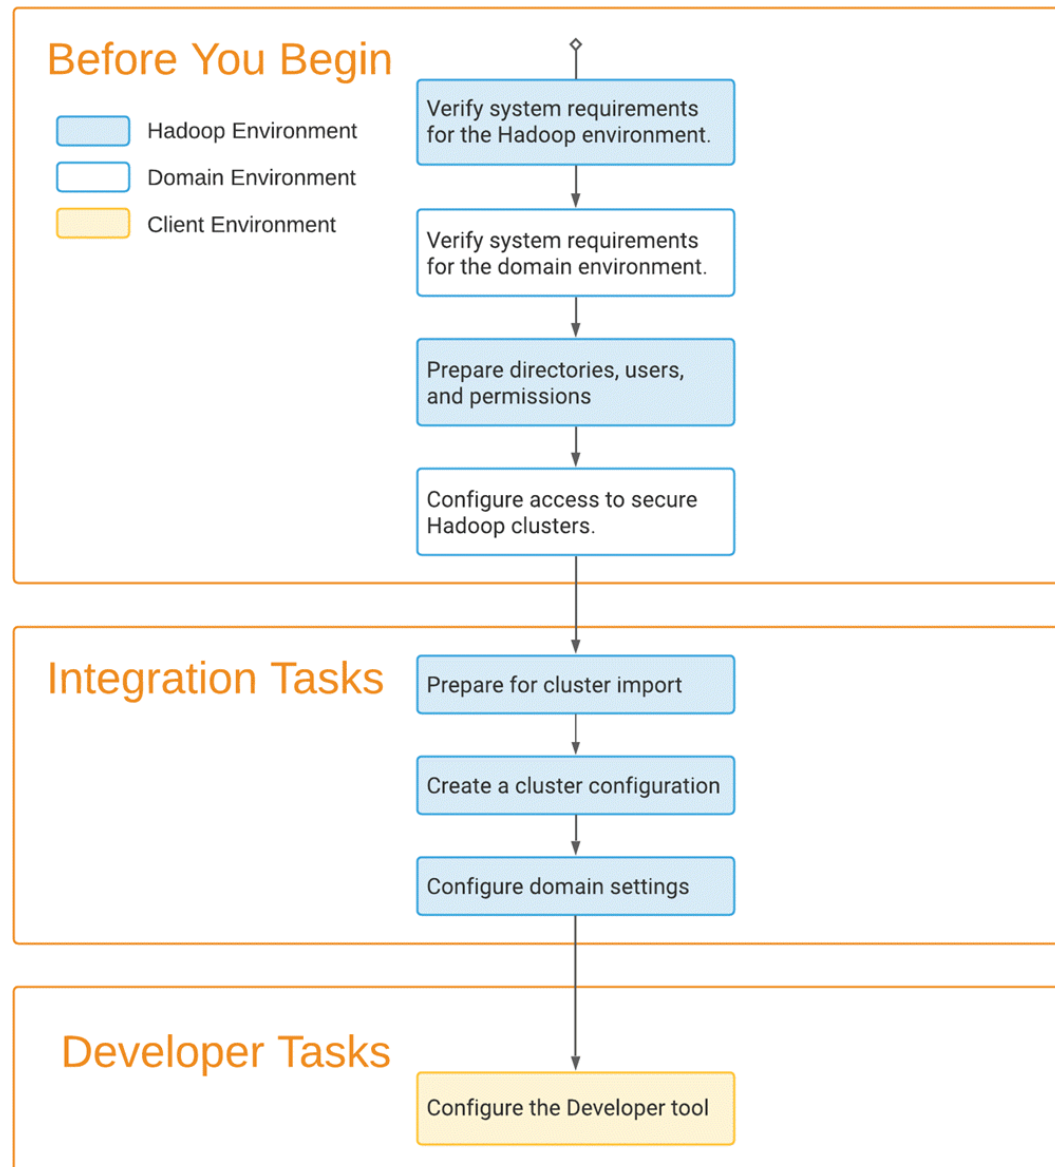 Before You Begin
Hadoop Environment
Domain Environment
Client Environment
Verify system requirements
for the Hadoop environment.
Verify system requirements
for the domain environment.
Prepare directories, users,
and permissions
Configure access to secure
Hadoop clusters.
Integration Tasks
Prepare for cluster import
Create a cluster configuration
Configure domain settings
Developer Tasks
Configure the Developer tool